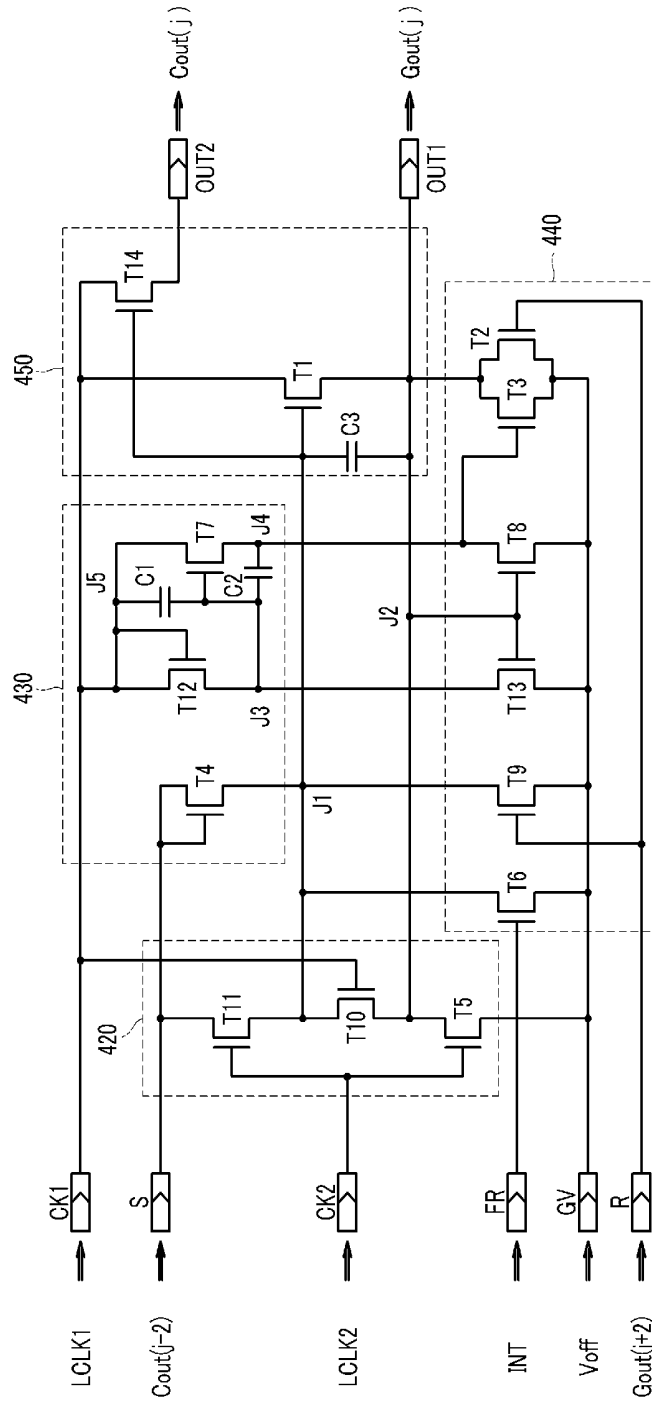 LCLK1
CK1
Cout(j-2)
S
LCLK2
CK2
INT
FR
Voff
GV
Gout(j+2)
R
420
T11
T10
T5
430
T4
T12
J5
C1
T7
C2
J3
J4
J1
J2
450
T14
T1
C3
440
T6
T9
T13
T8
T3
T2
OUT2
Cout(j)
OUT1
Gout(j)